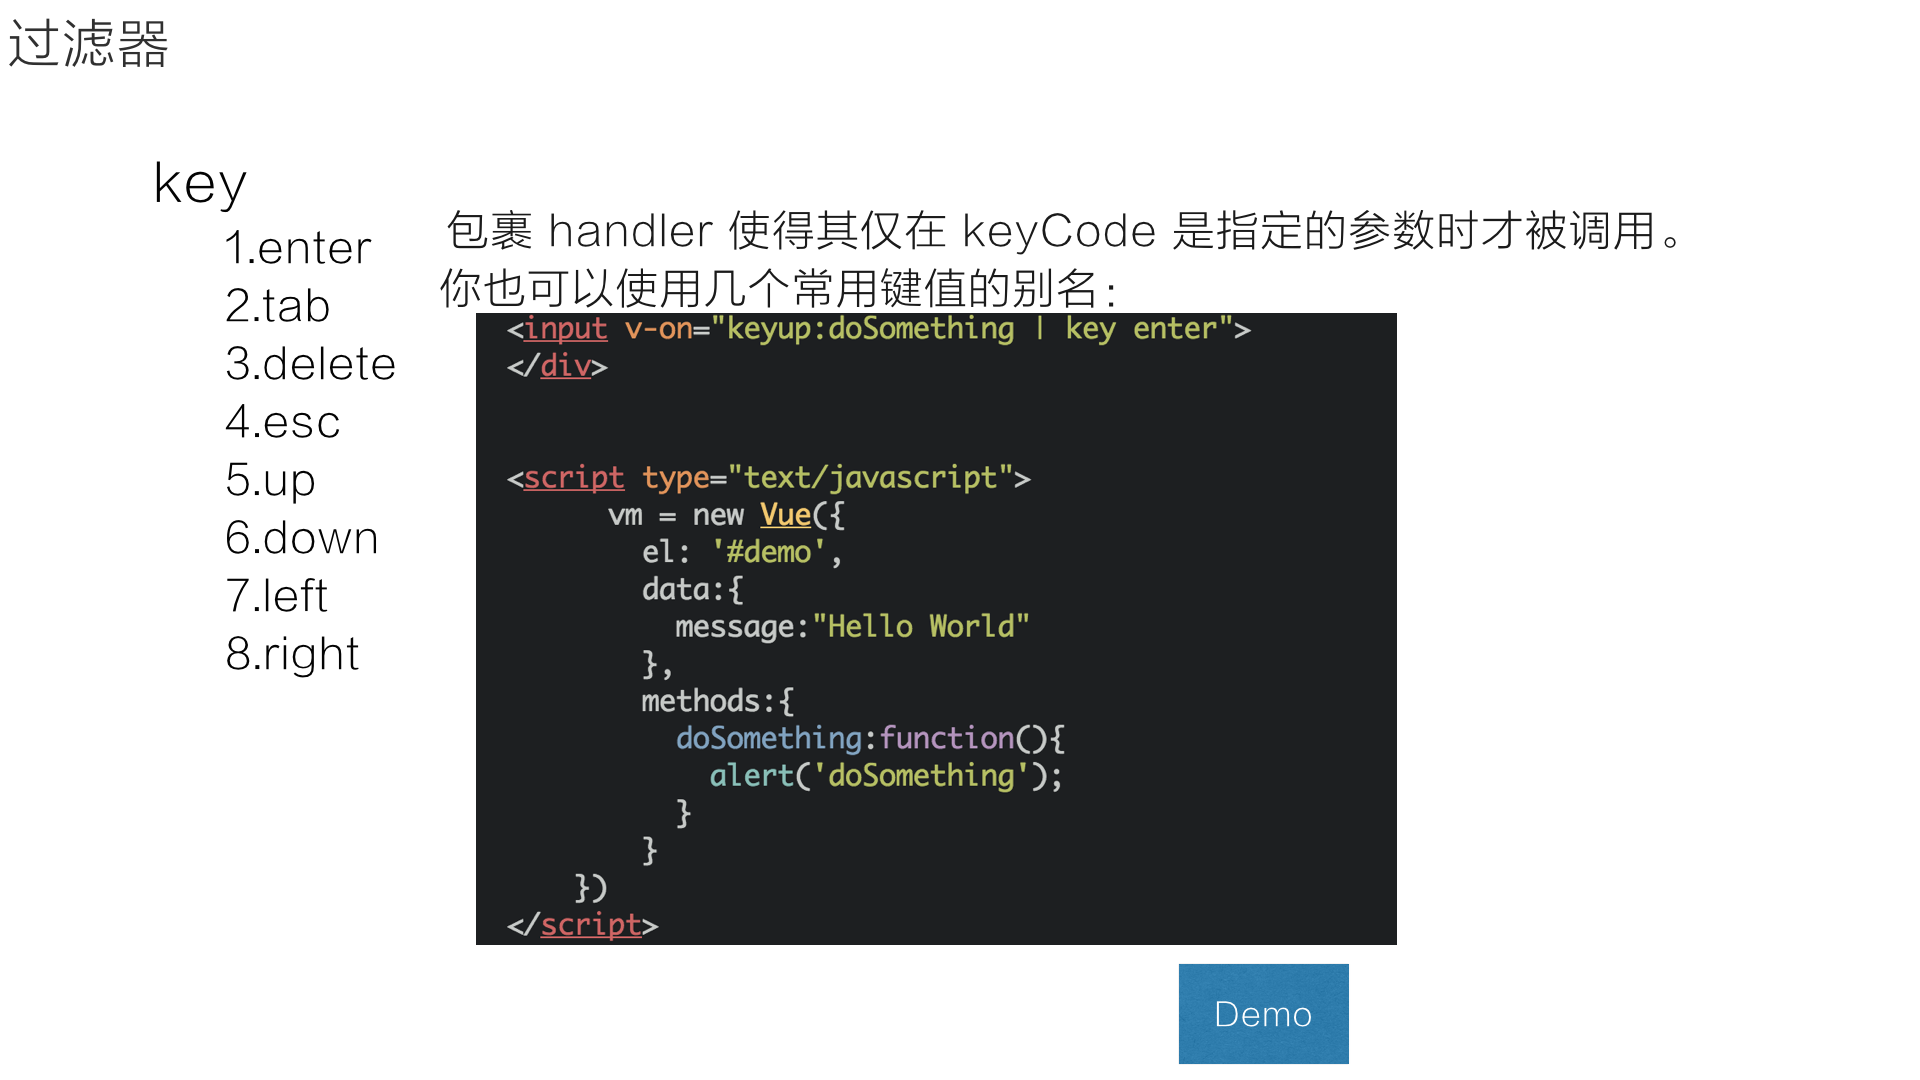 过滤器
key
1.enter
2.tab
3.delete
4.esc
5.up
6.down
7.left
8.right
包裹 handler 使得其仅在 keyCode 是指定的参数时才被调用。
你也可以使用几个常用键值的别名：
<input v-on="keyup:doSomething | key enter">
</div>
<script type="text/javascript">
vm = new Vue({
el: '#demo',
data:{
message:"Hello World"
},
methods:{
doSomething:function(){
alert('doSomething');
}
}
})
</script>
Demo